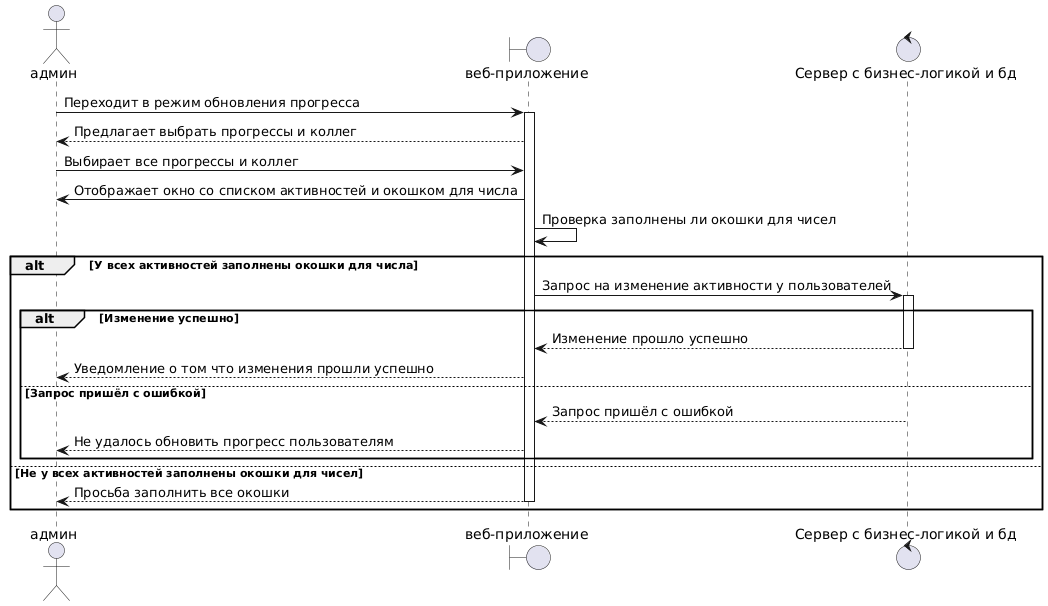 админ
веб-приложение
Сервер с бизнес-логикой и бд
Переходит в режим обновления прогресса
Предлагает выбрать прогрессы и коллег
Выбирает все прогрессы и коллег
Отображает окно со списком активностей и окошком для числа
Проверка заполнены ли окошки для чисел
alt [У всех активностей заполнены окошки для числа]
Запрос на изменение активности у пользователей
alt [Изменение успешно]
Изменение прошло успешно
Уведомление о том что изменения прошли успешно
[Запрос пришёл с ошибкой]
Запрос пришёл с ошибкой
Не удалось обновить прогресс пользователям
[Не у всех активностей заполнены окошки для чисел]
Просьба заполнить все окошки
админ
веб-приложение
Сервер с бизнес-логикой и бд